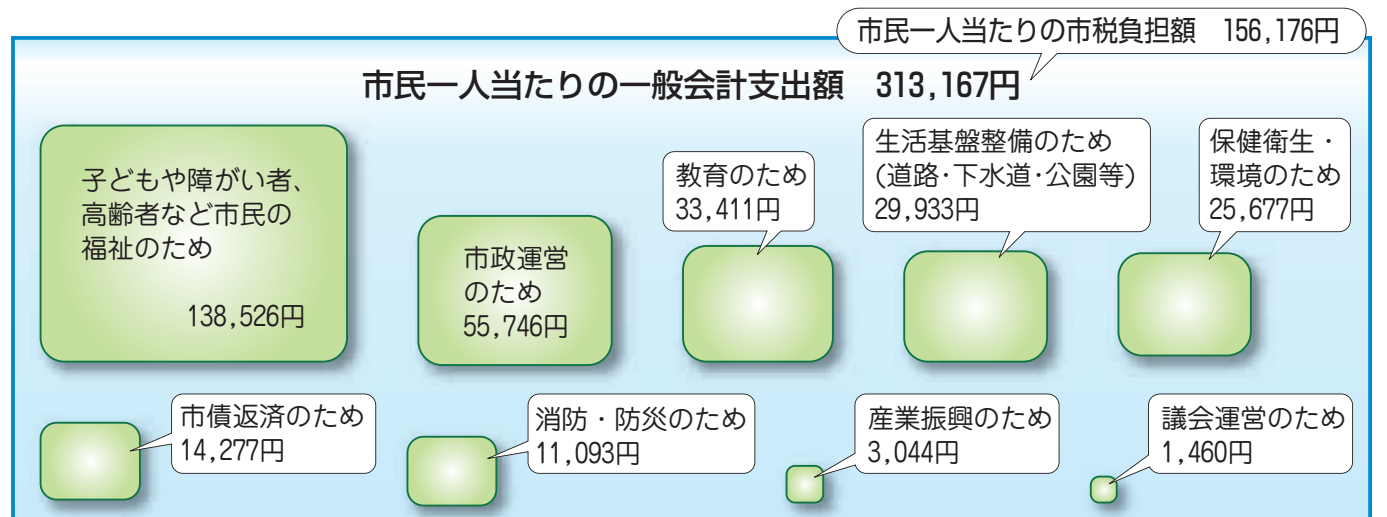 市民一人当たりの市税負担額　156,176円
市民一人当たりの一般会計支出額　313,167円
子どもや障がい者、
高齢者など市民の
福祉のため
138,526円
市政運営
のため
55,746円
教育のため
33,411円
生活基盤整備のため
(道路・下水道・公園等)
29,933円
保健衛生・
環境のため
25,677円
市債返済のため
14,277円
消防・防災のため
11,093円
産業振興のため
3,044円
議会運営のため
1,460円